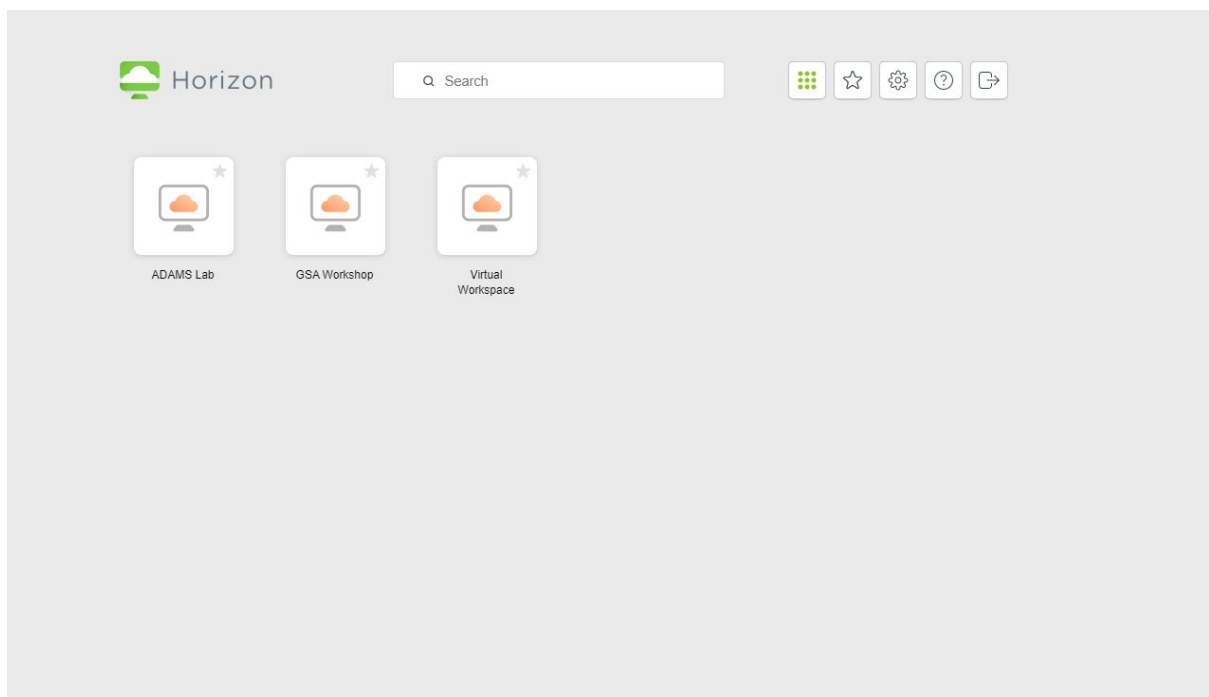 Horizon
Search
ADAMS Lab
GSA Workshop
Virtual
Workspace